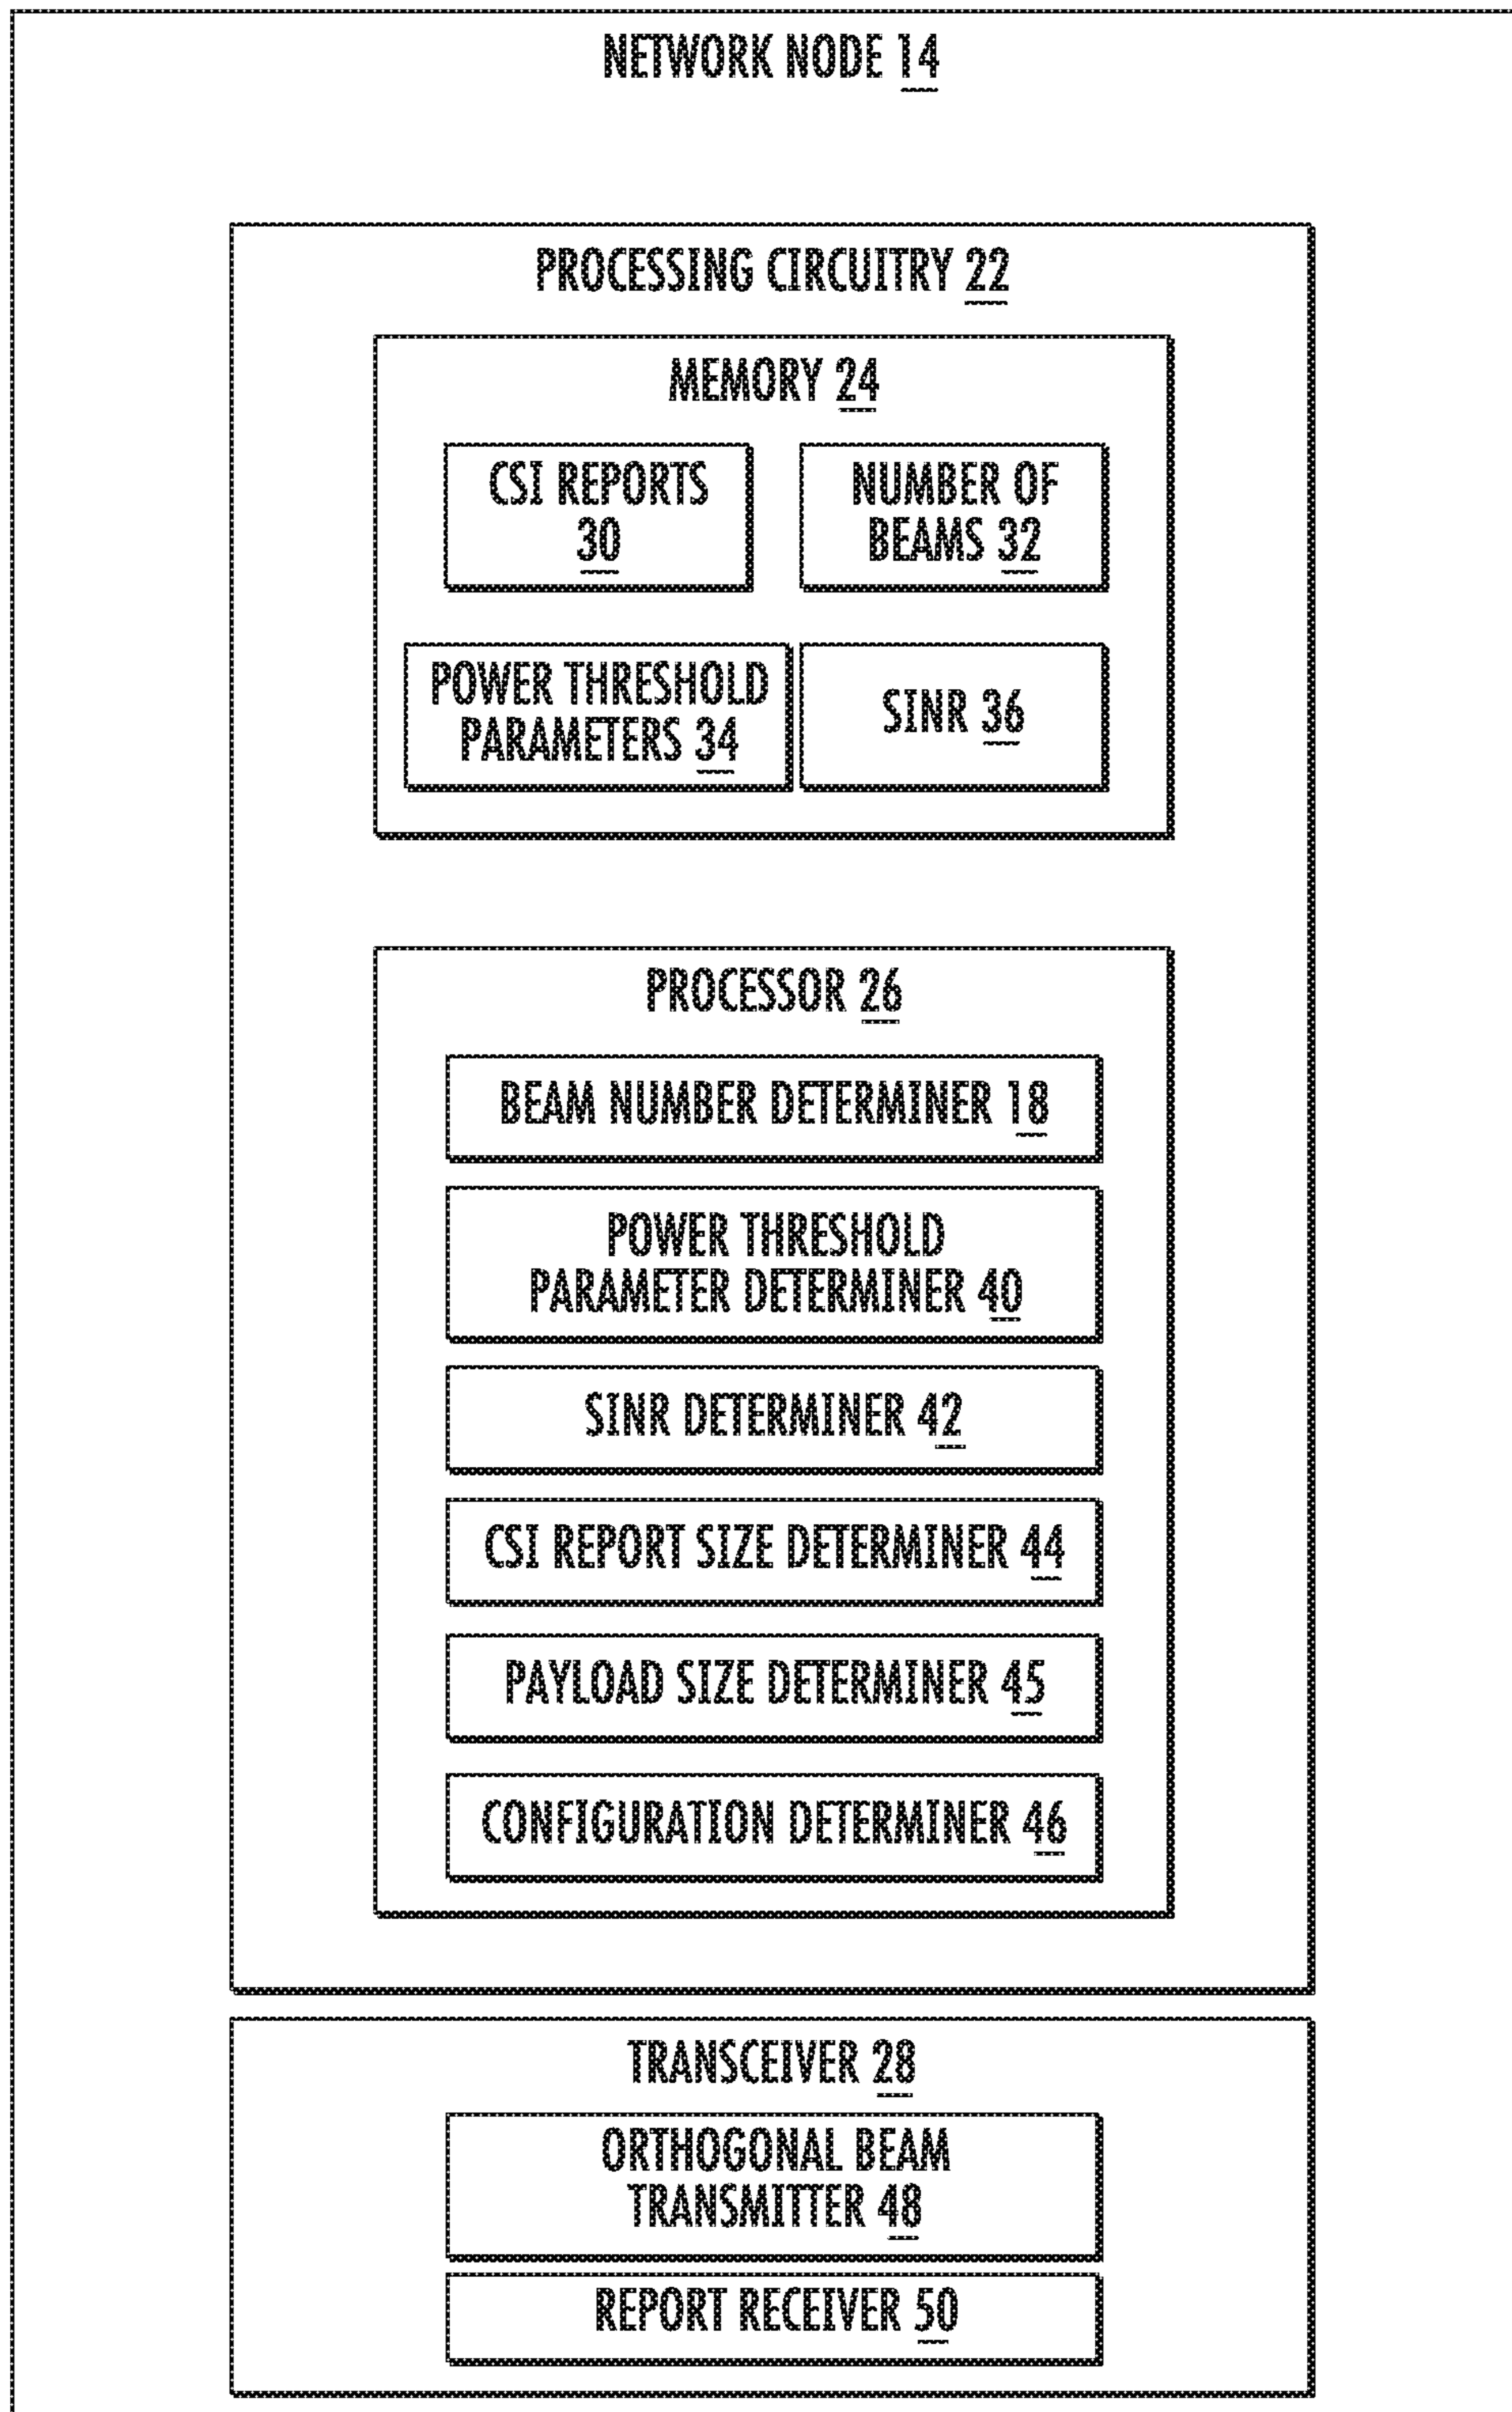 NETWORK NODE 14
PROCESSING CIRCUITRY 22
MEMORY 24
CSI REPORTS
30
NUMBER OF
BEAMS 32
POWER THRESHOLD
PARAMETERS 34
SINR 36
PROCESSOR 26
BEAM NUMBER DETERMINER 18
POWER THRESHOLD
PARAMETER DETERMINER 40
SINR DETERMINER 42
CSI REPORT SIZE DETERMINER 44
PAYLOAD SIZE DETERMINER 45
CONFIGURATION DETERMINER 46
TRANSCEIVER 28
ORTHOGONAL BEAM
TRANSMITTER 48
REPORT RECEIVER 50